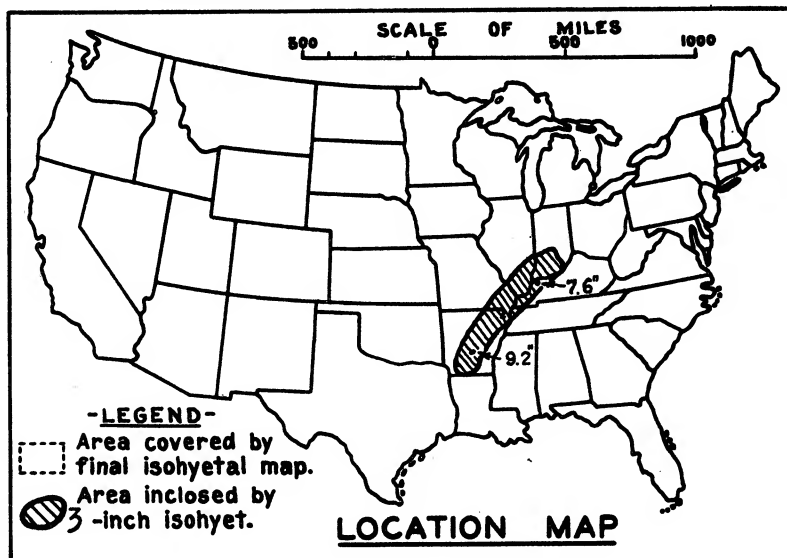 SCALE OF MILES
500 0 500 1000
7.6"
9.2"
-LEGEND-
Area covered by
final isohyetal map.
Area inclosed by
3-inch isohyet.
LOCATION MAP